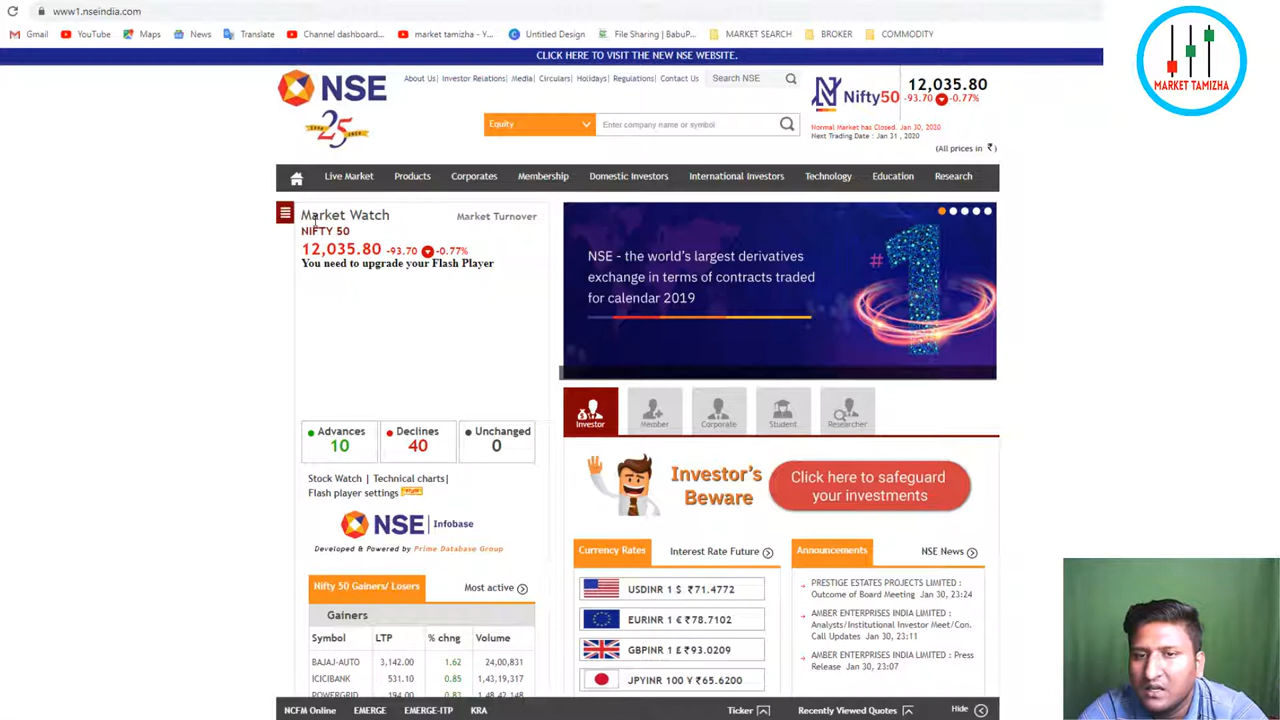 www1.nseindia.com
Gmail
YouTube
Maps
News
Translate
Channel dashboard...
market tamizha - Y...
Untitled Design
File Sharing | BabuP...
MARKET SEARCH
BROKER
COMMODITY
MARKET TAMIZHA
CLICK HERE TO VISIT THE NEW NSE WEBSITE.
NSE
25
About Us| Investor Relations| Media| Circulars| Holidays| Regulations| Contact Us
Search NSE
Nifty50
12,035.80
-93.70 -0.77%
Equity
Enter company name or symbol
Normal Market has Closed. Jan 30, 2020
Next Trading Date : Jan 31 , 2020
(All prices in ₹)
Live Market
Products
Corporates
Membership
Domestic Investors
International Investors
Technology
Education
Research
Market Watch
Market Turnover
NIFTY 50
12,035.80 -93.70 -0.77%
You need to upgrade your Flash Player
NSE - the world's largest derivatives
exchange in terms of contracts traded
for calendar 2019
#1
Advances
10
Declines
40
Unchanged
0
Stock Watch | Technical charts|
Flash player settings
NSE | Infobase
Developed & Powered by Prime Database Group
Investor
Member
Corporate
Student
Researcher
Investor's
Beware
Click here to safeguard
your investments
Nifty 50 Gainers/ Losers
Most active
Gainers
Symbol LTP % chng Volume
BAJAJ-AUTO 3,142.00 1.62 24,00,831
ICICIBANK 531.10 0.85 1,43,19,317
POWERGRID 194.00 0.83 1,48,42,148
Currency Rates
Interest Rate Future
USDINR 1 $ ₹71.4772
EURINR 1 € ₹78.7102
GBPINR 1 £ ₹93.0209
JPYINR 100 ¥ ₹65.6200
Announcements
NSE News
PRESTIGE ESTATES PROJECTS LIMITED :
Outcome of Board Meeting Jan 30, 23:24
AMBER ENTERPRISES INDIA LIMITED :
Analysts/Institutional Investor Meet/Con.
Call Updates Jan 30, 23:11
AMBER ENTERPRISES INDIA LIMITED : Press
Release Jan 30, 23:07
NCFM Online
EMERGE
EMERGE-ITP
KRA
Ticker
Recently Viewed Quotes
Hide